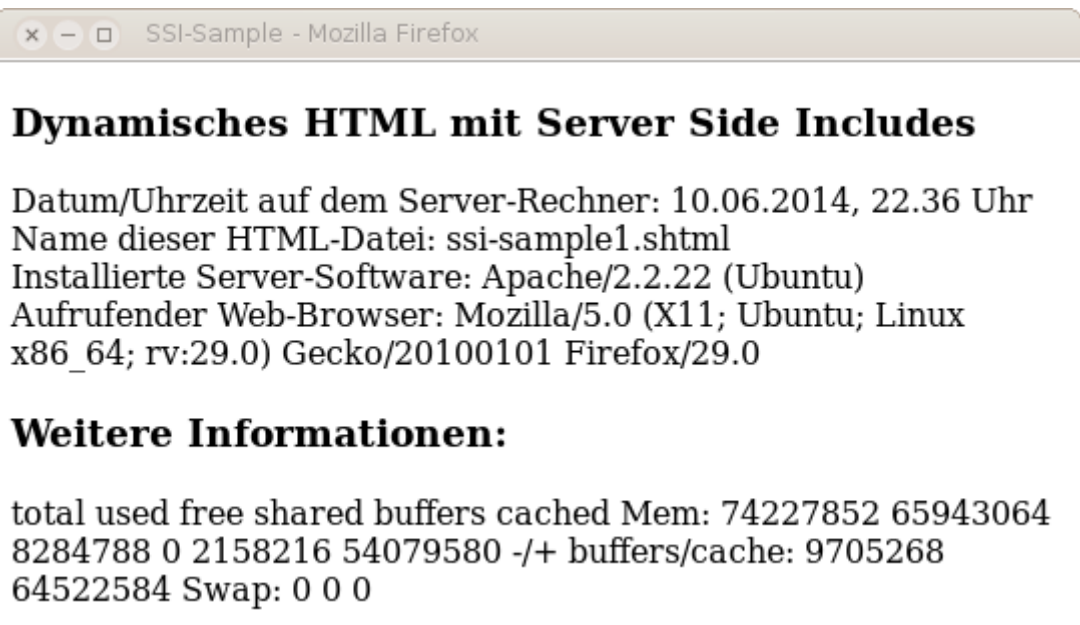 SSI-Sample - Mozilla Firefox
Dynamisches HTML mit Server Side Includes
Datum/Uhrzeit auf dem Server-Rechner: 10.06.2014, 22.36 Uhr
Name dieser HTML-Datei: ssi-sample1.shtml
Installierte Server-Software: Apache/2.2.22 (Ubuntu)
Aufrufender Web-Browser: Mozilla/5.0 (X11; Ubuntu; Linux
x86_64; rv:29.0) Gecko/20100101 Firefox/29.0
Weitere Informationen:
total used free shared buffers cached Mem: 74227852 65943064
8284788 0 2158216 54079580 -/+ buffers/cache: 9705268
64522584 Swap: 0 0 0